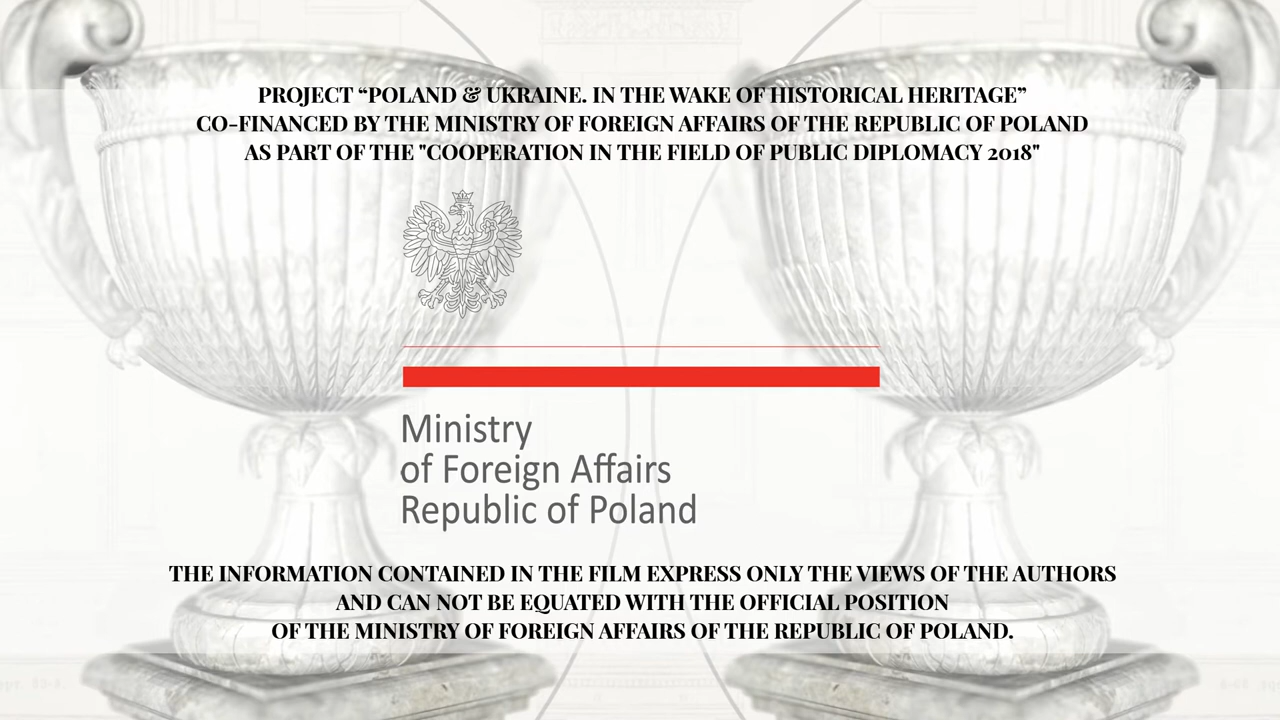 PROJECT “POLAND & UKRAINE. IN THE WAKE OF HISTORICAL HERITAGE”
CO-FINANCED BY THE MINISTRY OF FOREIGN AFFAIRS OF THE REPUBLIC OF POLAND
AS PART OF THE "COOPERATION IN THE FIELD OF PUBLIC DIPLOMACY 2018"
Ministry
of Foreign Affairs
Republic of Poland
THE INFORMATION CONTAINED IN THE FILM EXPRESS ONLY THE VIEWS OF THE AUTHORS
AND CAN NOT BE EQUATED WITH THE OFFICIAL POSITION
OF THE MINISTRY OF FOREIGN AFFAIRS OF THE REPUBLIC OF POLAND.